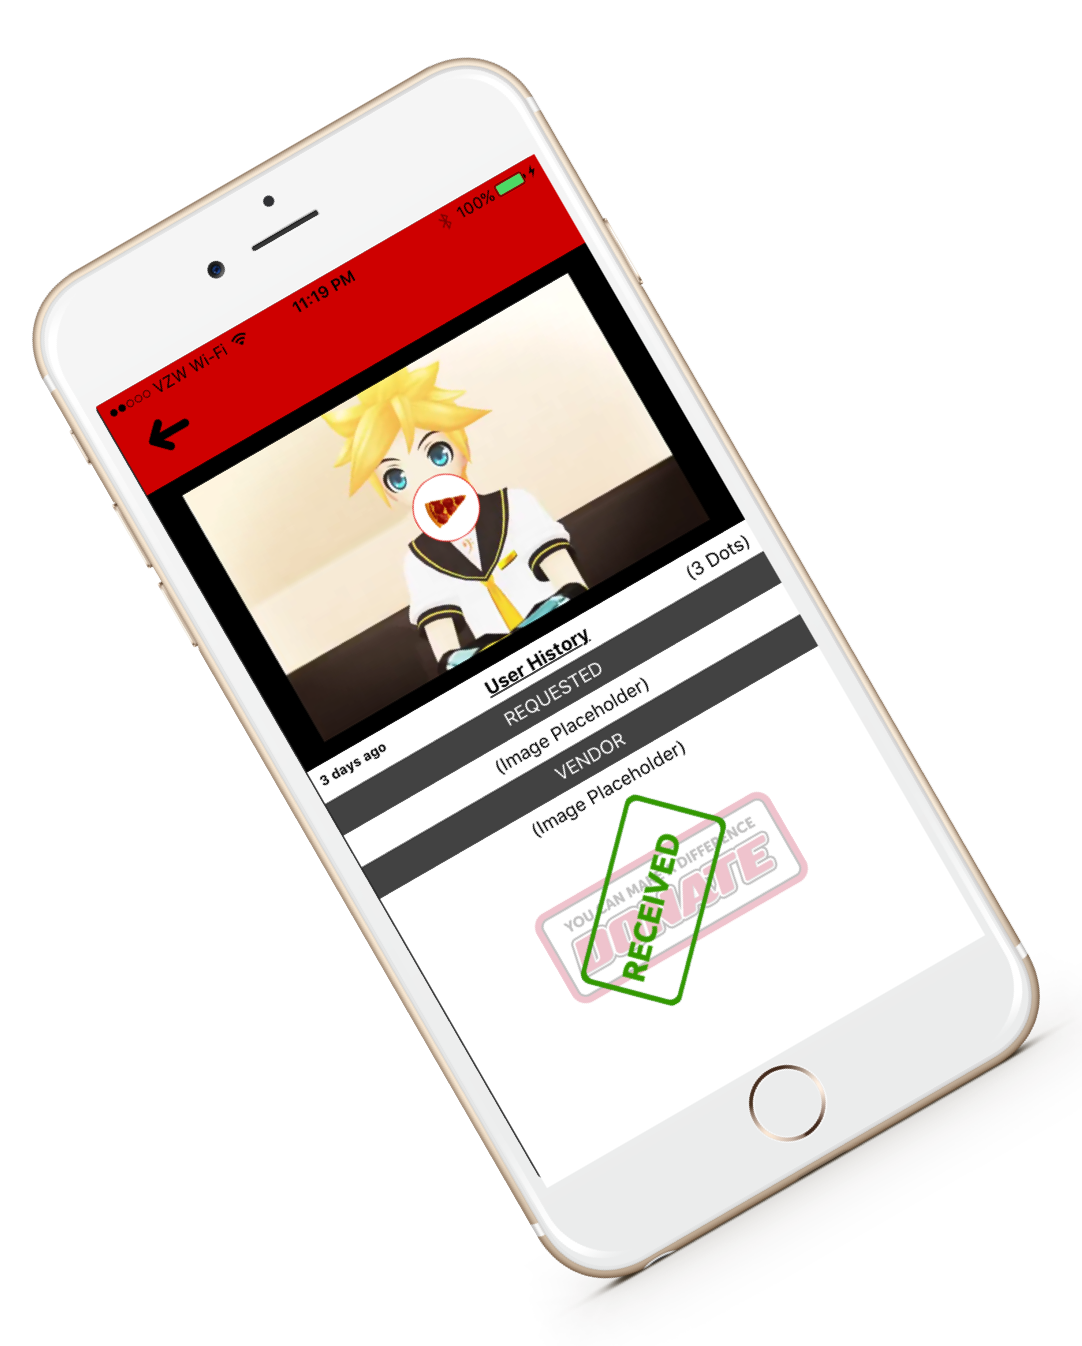 VZW Wi-Fi
11:19 PM
100%
(3 Dots)
User History
3 days ago
REQUESTED
(Image Placeholder)
VENDOR
(Image Placeholder)
YOU CAN MAKE A DIFFERENCE
DONATE
RECEIVED